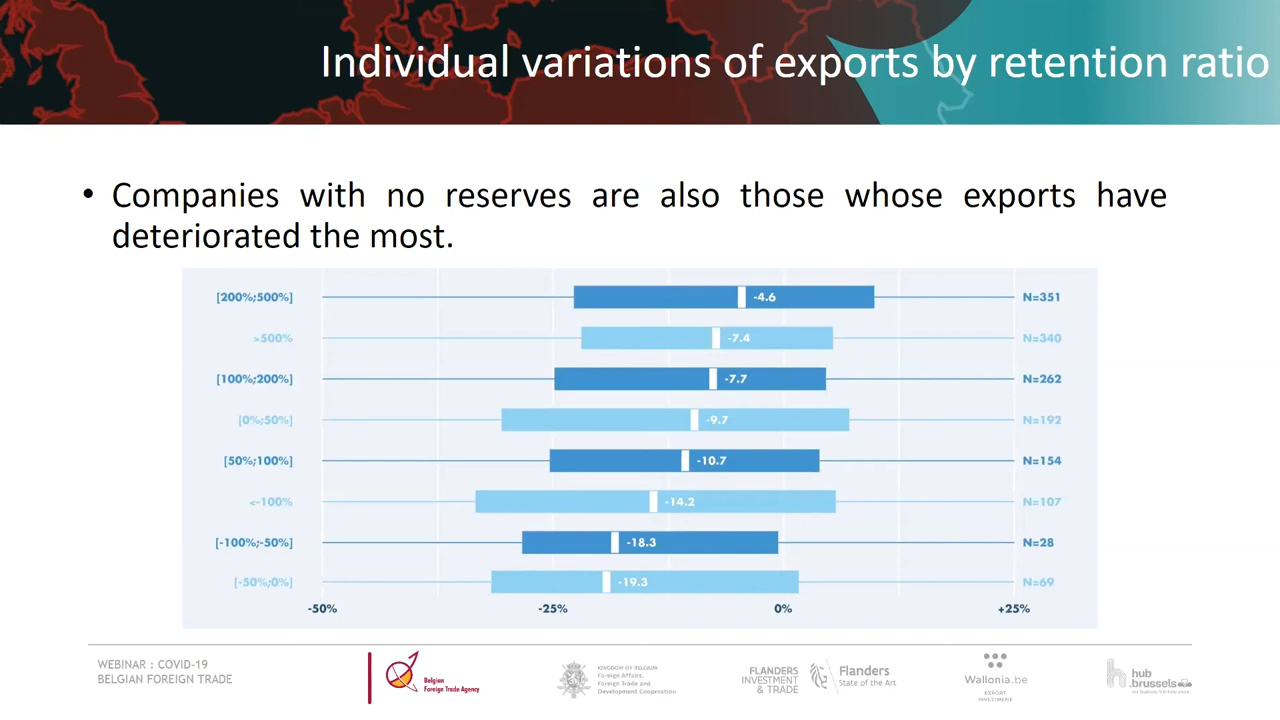 Individual variations of exports by retention ratio
• Companies with no reserves are also those whose exports have
deteriorated the most.
[200%;500%] -4.6 N=351
>500% -7.4 N=340
[100%;200%] -7.7 N=262
[0%;50%] -9.7 N=192
[50%;100%] -10.7 N=154
<-100% -14.2 N=107
[-100%;-50%] -18.3 N=28
[-50%;0%] -19.3 N=69
-50% -25% 0% +25%
WEBINAR : COVID-19
BELGIAN FOREIGN TRADE
Belgian
Foreign Trade Agency
KINGDOM OF BELGIUM
Foreign Affairs,
Foreign Trade and
Development Cooperation
FLANDERS
INVESTMENT
& TRADE
Flanders
State of the Art
Wallonia.be
EXPORT
INVESTMENT
hub
.brussels